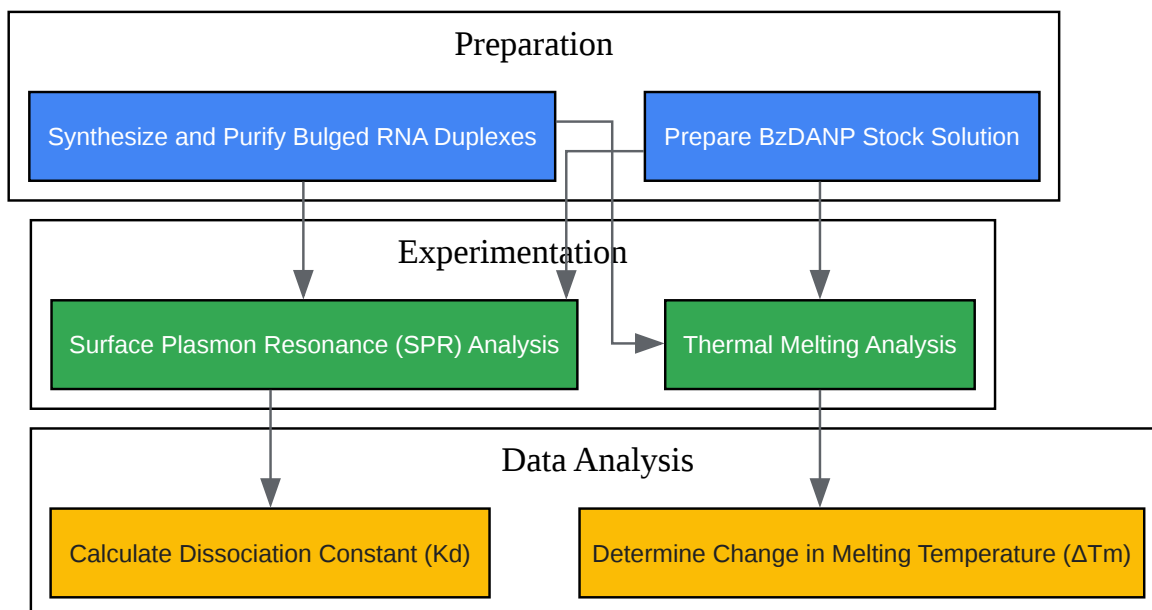 Preparation
Synthesize and Purify Bulged RNA Duplexes
Prepare BzDANP Stock Solution
Experimentation
Surface Plasmon Resonance (SPR) Analysis
Thermal Melting Analysis
Data Analysis
Calculate Dissociation Constant (Kd)
Determine Change in Melting Temperature (ΔTm)